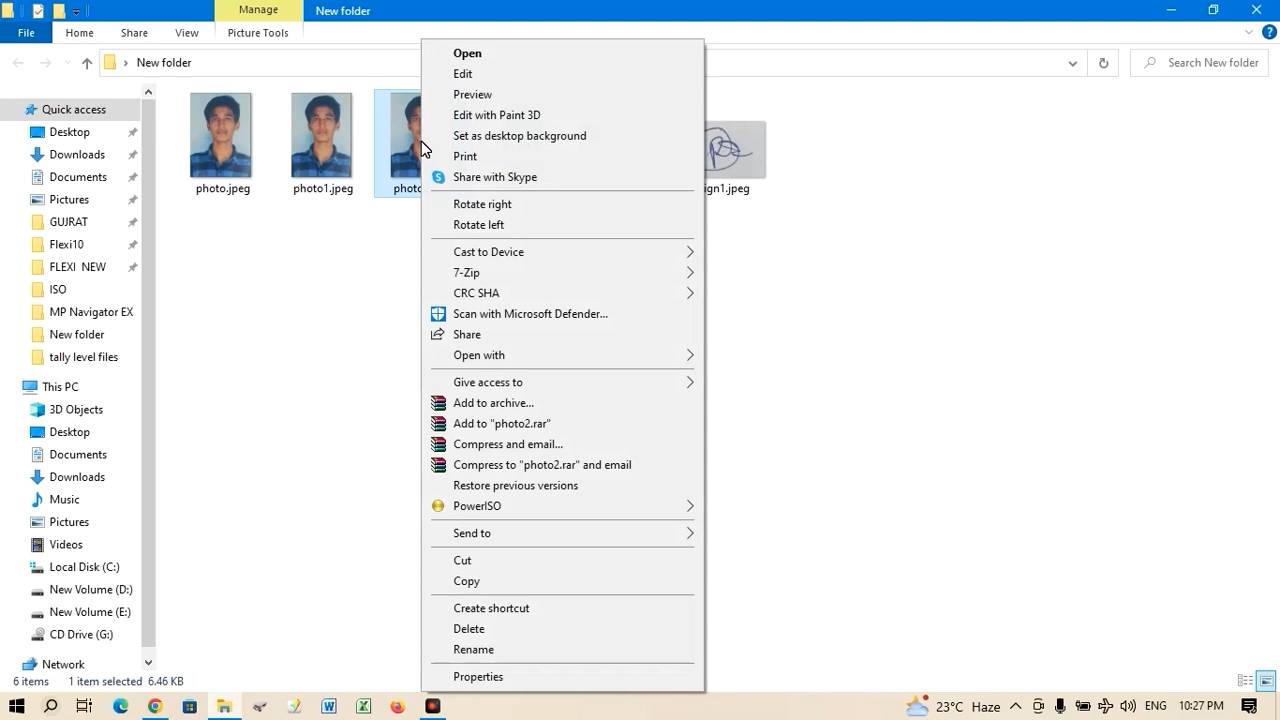 Manage
New folder
File
Home
Share
View
Picture Tools
New folder
Search New folder
Quick access
Desktop
Downloads
Documents
Pictures
GUJRAT
Flexi10
FLEXI NEW
ISO
MP Navigator EX
New folder
tally level files
This PC
3D Objects
Desktop
Documents
Downloads
Music
Pictures
Videos
Local Disk (C:)
New Volume (D:)
New Volume (E:)
CD Drive (G:)
Network
photo.jpeg
photo1.jpeg
photo
ign1.jpeg
Open
Edit
Preview
Edit with Paint 3D
Set as desktop background
Print
Share with Skype
Rotate right
Rotate left
Cast to Device
7-Zip
CRC SHA
Scan with Microsoft Defender...
Share
Open with
Give access to
Add to archive...
Add to "photo2.rar"
Compress and email...
Compress to "photo2.rar" and email
Restore previous versions
PowerISO
Send to
Cut
Copy
Create shortcut
Delete
Rename
Properties
6 items 1 item selected 6.46 KB
23°C Haze ENG 10:27 PM